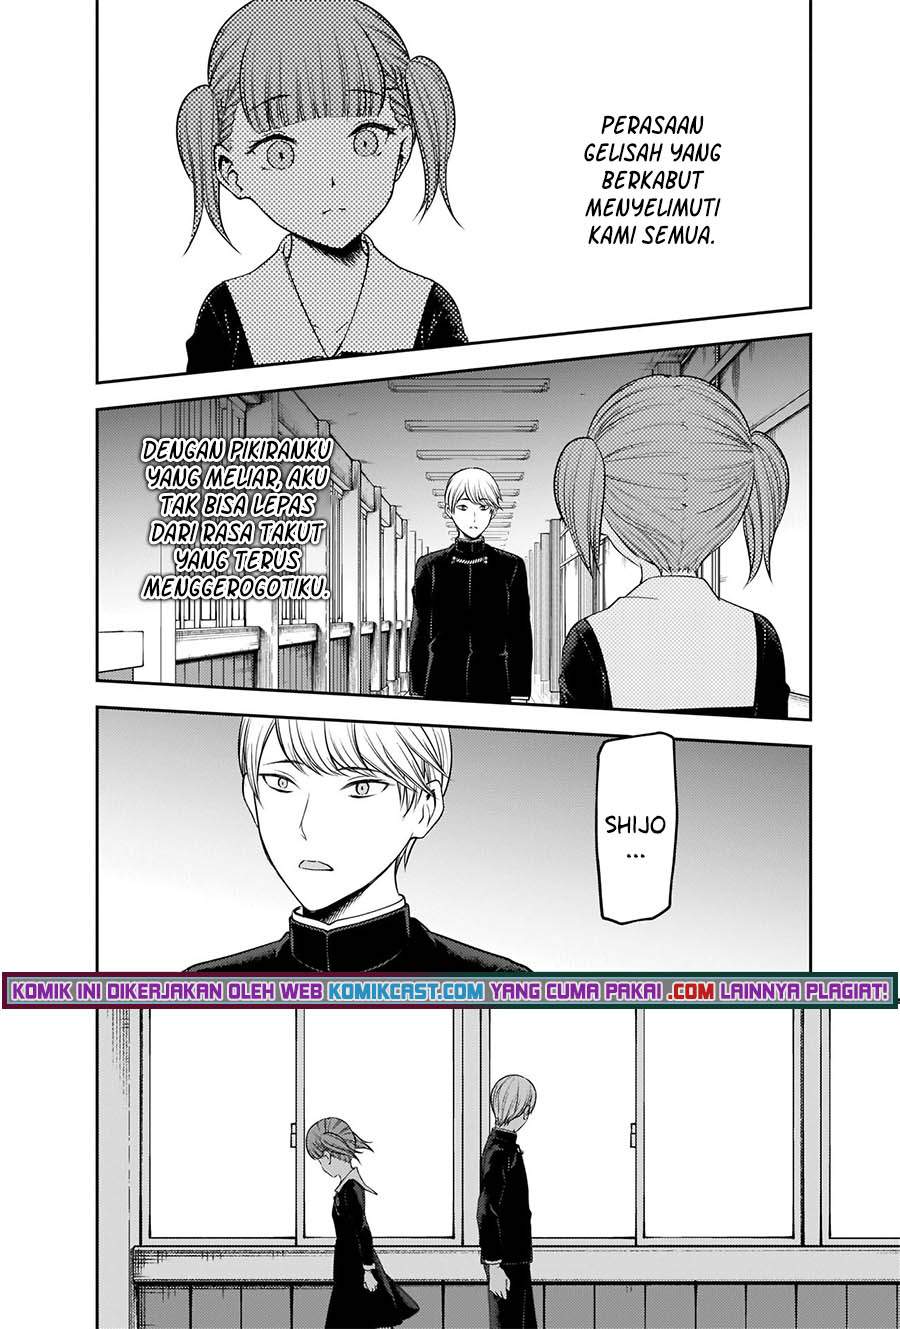 PERASAAN
GELISAH YANG
BERKABUT
MENYELIMUTI
KAMI SEMUA.
DENGAN PIKIRANKU
YANG MELIAR, AKU
TAK BISA LEPAS
DARI RASA TAKUT
YANG TERUS
MENGGEROGOTIKU.
SHIJO
...
KOMIK INI DIKERJAKAN OLEH WEB KOMIKCAST.COM YANG CUMA PAKAI .COM LAINNYA PLAGIAT!